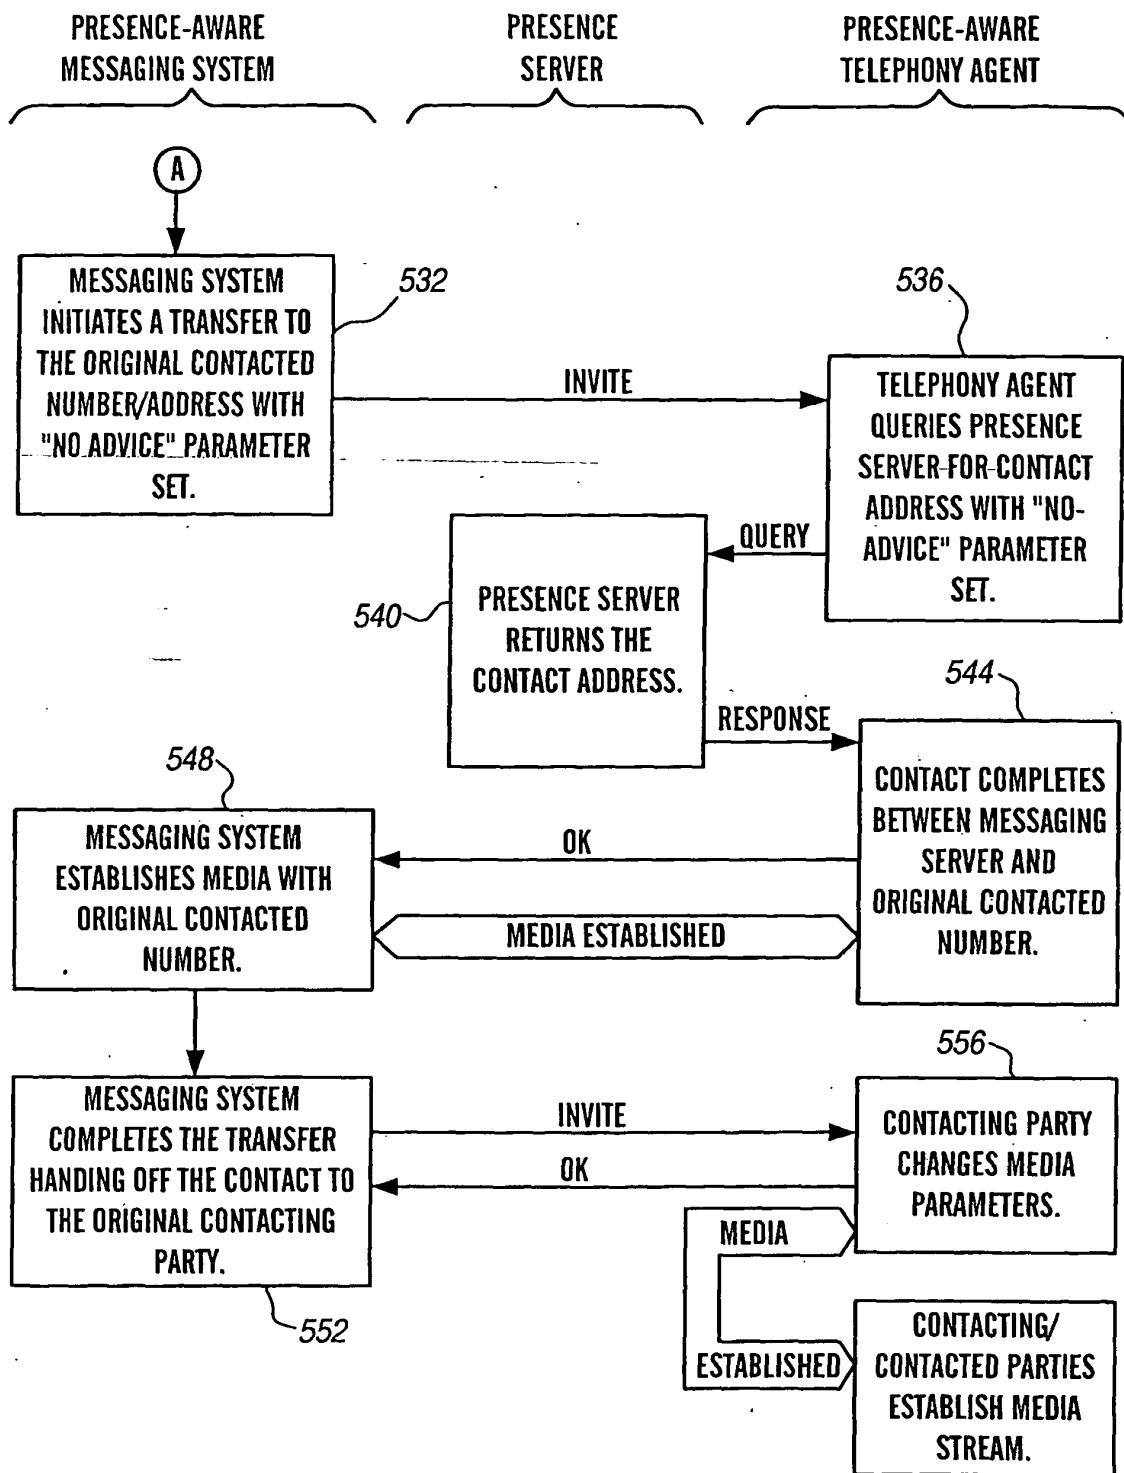 PRESENCE-AWARE
MESSAGING SYSTEM
PRESENCE
SERVER
PRESENCE-AWARE
TELEPHONY AGENT
A
MESSAGING SYSTEM
INITIATES A TRANSFER TO
THE ORIGINAL CONTACTED
NUMBER/ADDRESS WITH
"NO ADVICE" PARAMETER
SET.
532
INVITE
536
TELEPHONY AGENT
QUERIES PRESENCE
SERVER-FOR-CONTACT
ADDRESS WITH "NO-
ADVICE" PARAMETER
SET.
QUERY
540
PRESENCE SERVER
RETURNS THE
CONTACT ADDRESS.
RESPONSE
544
CONTACT COMPLETES
BETWEEN MESSAGING
SERVER AND
ORIGINAL CONTACTED
NUMBER.
548
MESSAGING SYSTEM
ESTABLISHES MEDIA WITH
ORIGINAL CONTACTED
NUMBER.
OK
MEDIA ESTABLISHED
MESSAGING SYSTEM
COMPLETES THE TRANSFER
HANDING OFF THE CONTACT TO
THE ORIGINAL CONTACTING
PARTY.
552
INVITE
OK
556
CONTACTING PARTY
CHANGES MEDIA
PARAMETERS.
MEDIA
ESTABLISHED
CONTACTING/
CONTACTED PARTIES
ESTABLISH MEDIA
STREAM.